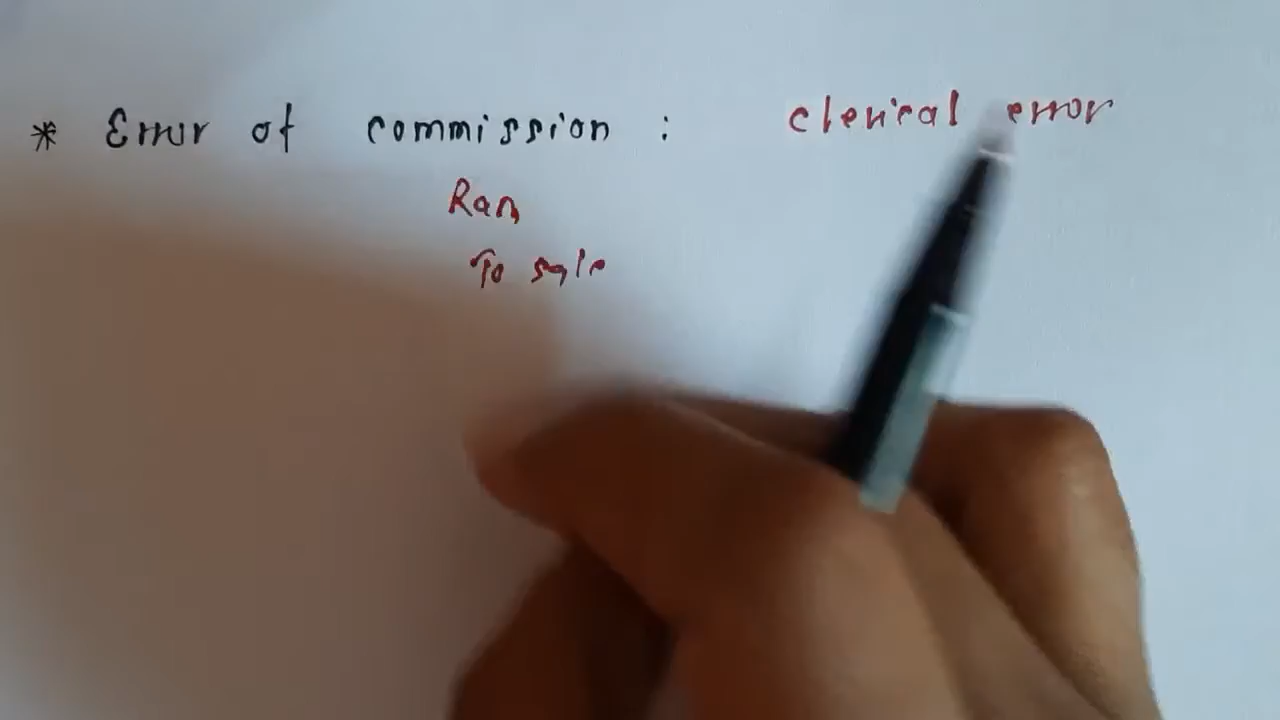 * Error of commission : clerical error
Ram
To sale